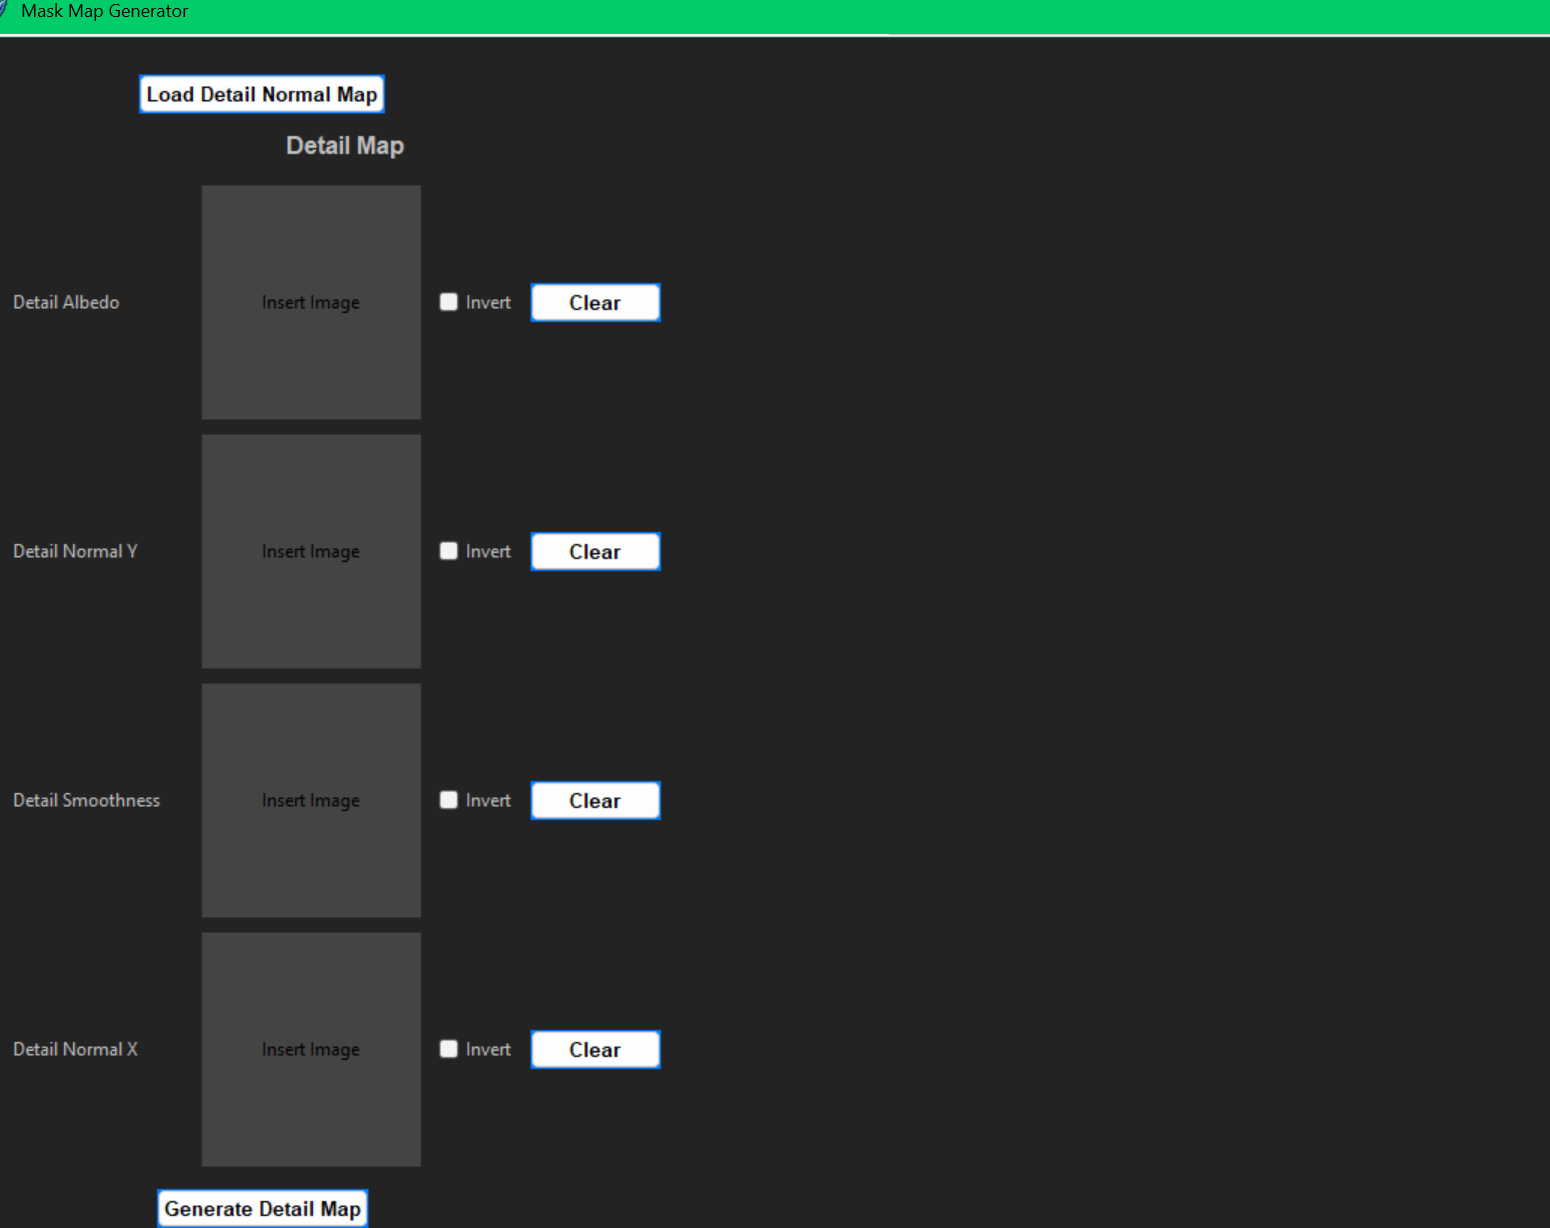 Mask Map Generator
Load Detail Normal Map
Detail Map
Detail Albedo Insert Image Invert Clear
Detail Normal Y Insert Image Invert Clear
Detail Smoothness Insert Image Invert Clear
Detail Normal X Insert Image Invert Clear
Generate Detail Map